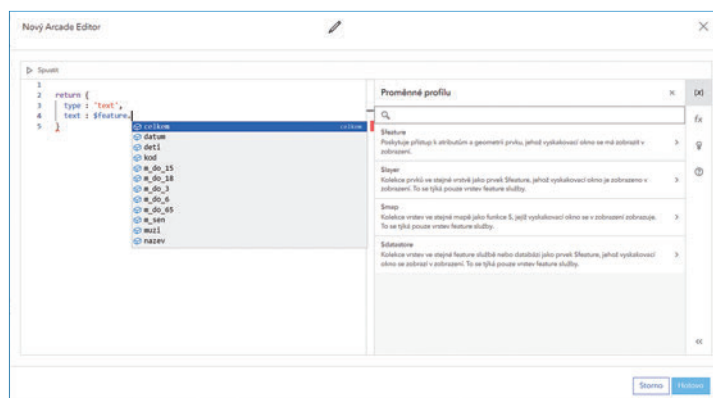 Nový Arcade Editor
Spustit
1
2 return {
3 type : 'text',
4 text : $feature.
5 }
celkem celkem
datum
deti
kod
m_do_15
m_do_18
m_do_3
m_do_6
m_do_65
m_sen
muzi
nazev
Proměnné profilu
$feature
Poskytuje přístup k atributům a geometrii prvku, jehož vyskakovací okno se má zobrazit v
zobrazení.
$layer
Kolekce prvků ve stejné vrstvě jako prvek $feature, jehož vyskakovací okno je zobrazeno v
zobrazení. To se týká pouze vrstev feature služby.
$map
Kolekce vrstev ve stejné mapě jako funkce $, jejíž vyskakovací okno se v zobrazení zobrazuje.
To se týká pouze vrstev feature služby.
$datastore
Kolekce vrstev ve stejné feature službě nebo databázi jako prvek $feature, jehož vyskakovací
okno se zobrazí v zobrazení. To se týká pouze vrstev feature služby.
{x}
fx
Storno
Hotovo